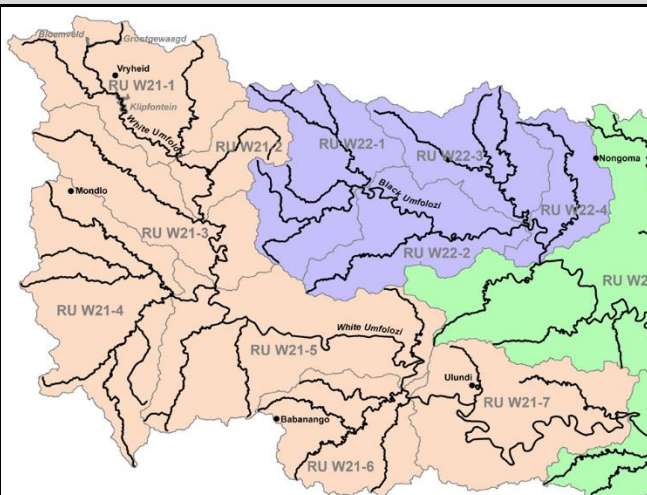 Bloemveld
Grootgewaagd
Vryheid
RU W21-1
Klipfontein
White Umfolozi
RU W21-2
RU W22-1
RU W22-3
Nongoma
Mondlo
Black Umfolozi
RU W22-4
RU W21-3
RU W22-2
RU W2
RU W21-4
White Umfolozi
RU W21-5
Ulundi
RU W21-7
Babanango
RU W21-6